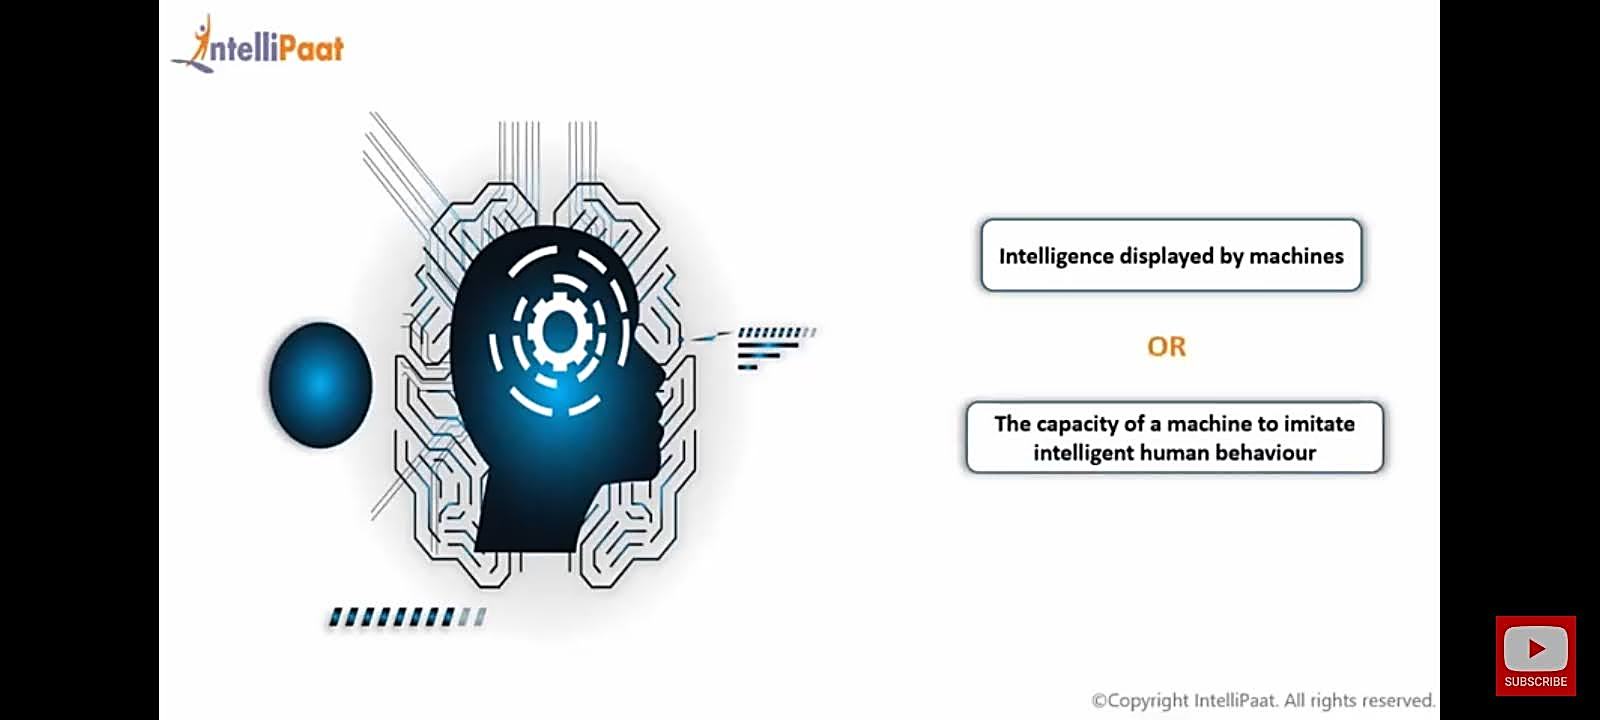 IntelliPaat
Intelligence displayed by machines
OR
The capacity of a machine to imitate
intelligent human behaviour
SUBSCRIBE
©Copyright IntelliPaat. All rights reserved.